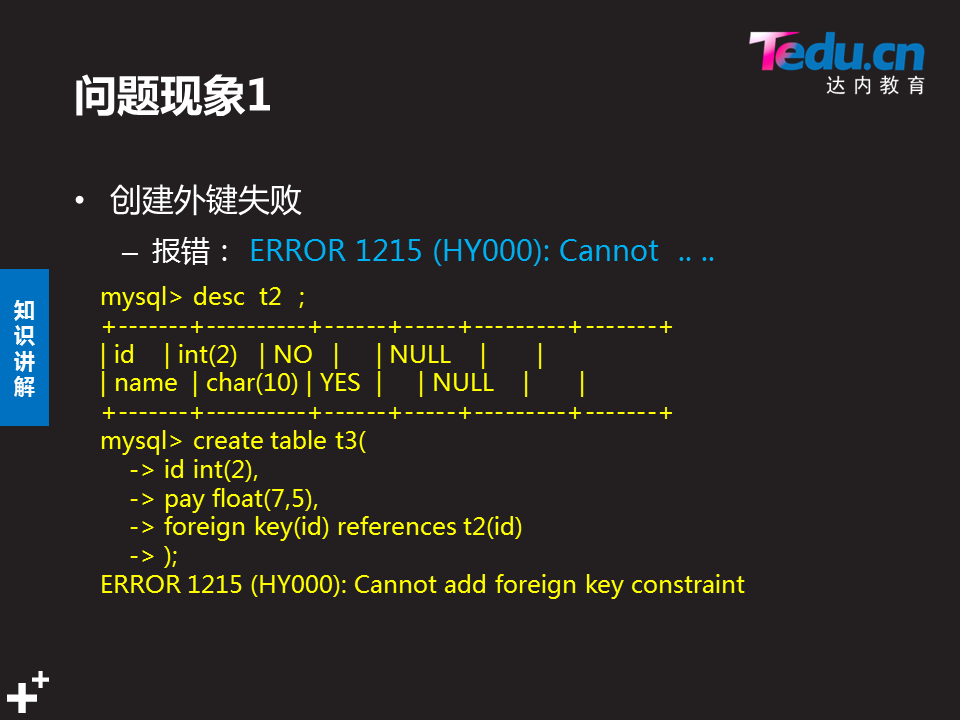 Tedu.cn
达内教育
问题现象1
• 创建外键失败
– 报错： ERROR 1215 (HY000): Cannot .. ..
知识讲解
mysql> desc t2 ;
+-------+----------+------+-----+---------+-------+
| id | int(2) | NO | | NULL | |
| name | char(10) | YES | | NULL | |
+-------+----------+------+-----+---------+-------+
mysql> create table t3(
-> id int(2),
-> pay float(7,5),
-> foreign key(id) references t2(id)
-> );
ERROR 1215 (HY000): Cannot add foreign key constraint